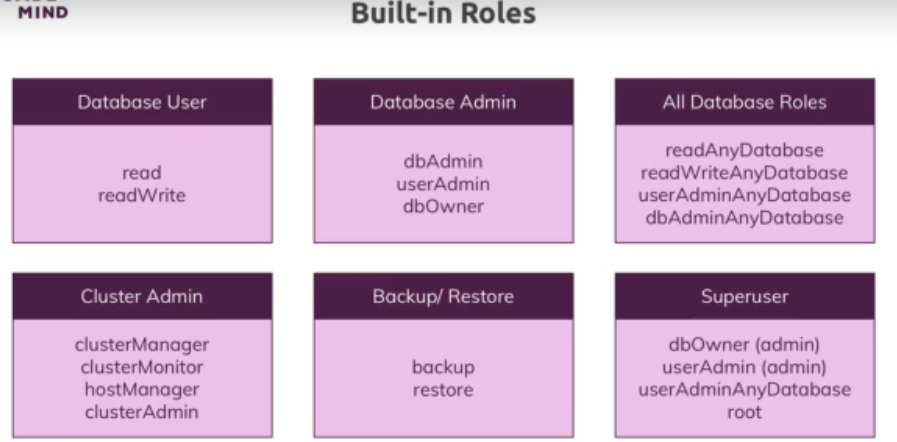 MIND
Built-in Roles
Database User
read
readWrite
Database Admin
dbAdmin
userAdmin
dbOwner
All Database Roles
readAnyDatabase
readWriteAnyDatabase
userAdminAnyDatabase
dbAdminAnyDatabase
Cluster Admin
clusterManager
clusterMonitor
hostManager
clusterAdmin
Backup/ Restore
backup
restore
Superuser
dbOwner (admin)
userAdmin (admin)
userAdminAnyDatabase
root